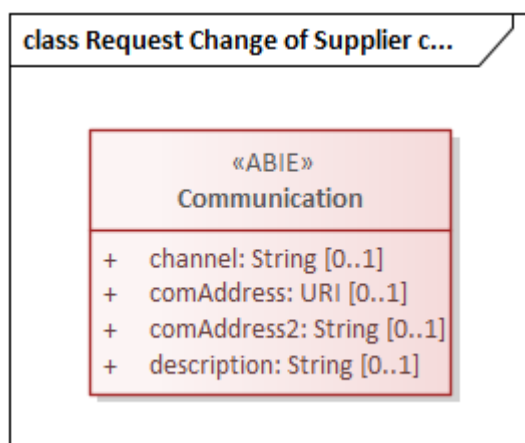 class Request Change of Supplier c...
«ABIE»
Communication
+ channel: String [0..1]
+ comAddress: URI [0..1]
+ comAddress2: String [0..1]
+ description: String [0..1]